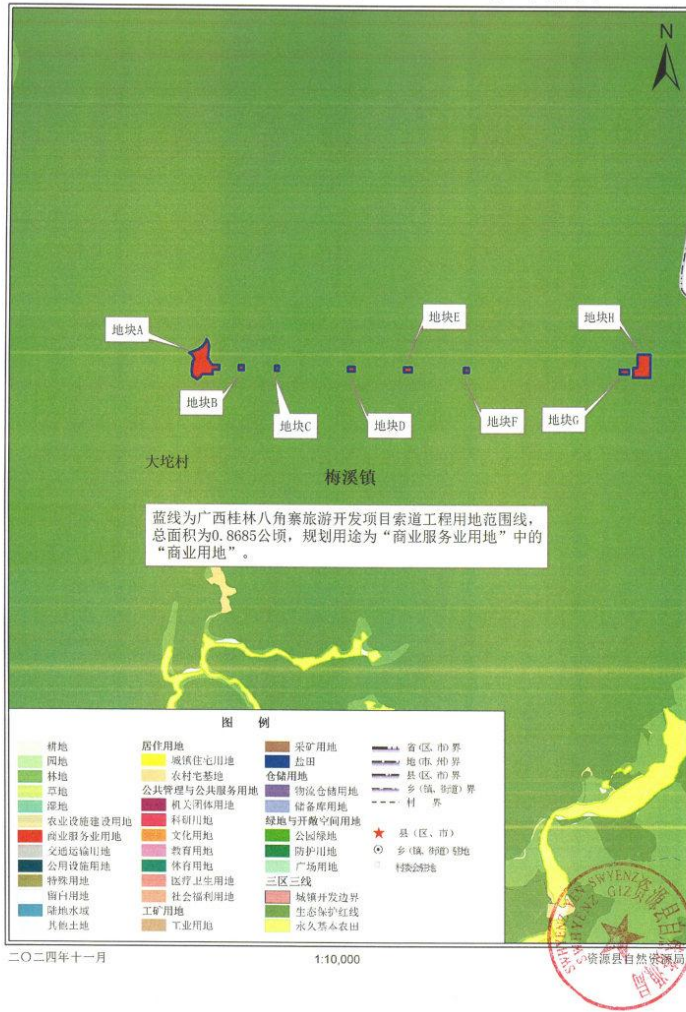 N
地块A
地块B
地块C
地块D
地块E
地块F
地块G
地块H
大坨村
梅溪镇
蓝线为广西桂林八角寨旅游开发项目索道工程用地范围线，
总面积为0.8685公顷，规划用途为“商业服务业用地”中的
“商业用地”。
图 例
耕地
园地
林地
草地
湿地
农业设施建设用地
商业服务业用地
交通运输用地
公用设施用地
特殊用地
留白用地
陆地水域
其他土地
居住用地
城镇住宅用地
农村宅基地
公共管理与公共服务用地
机关团体用地
科研用地
文化用地
教育用地
体育用地
医疗卫生用地
社会福利用地
工矿用地
工业用地
采矿用地
盐田
仓储用地
物流仓储用地
储备库用地
绿地与开敞空间用地
公园绿地
防护用地
广场用地
三区三线
城镇开发边界
生态保护红线
永久基本农田
省（区、市）界
地（市、州）界
县（区、市）界
乡（镇、街道）界
村 界
县（区、市）
乡（镇、街道）驻地
村委会驻地
二〇二四年十一月
1:10,000
资源县自然资源局